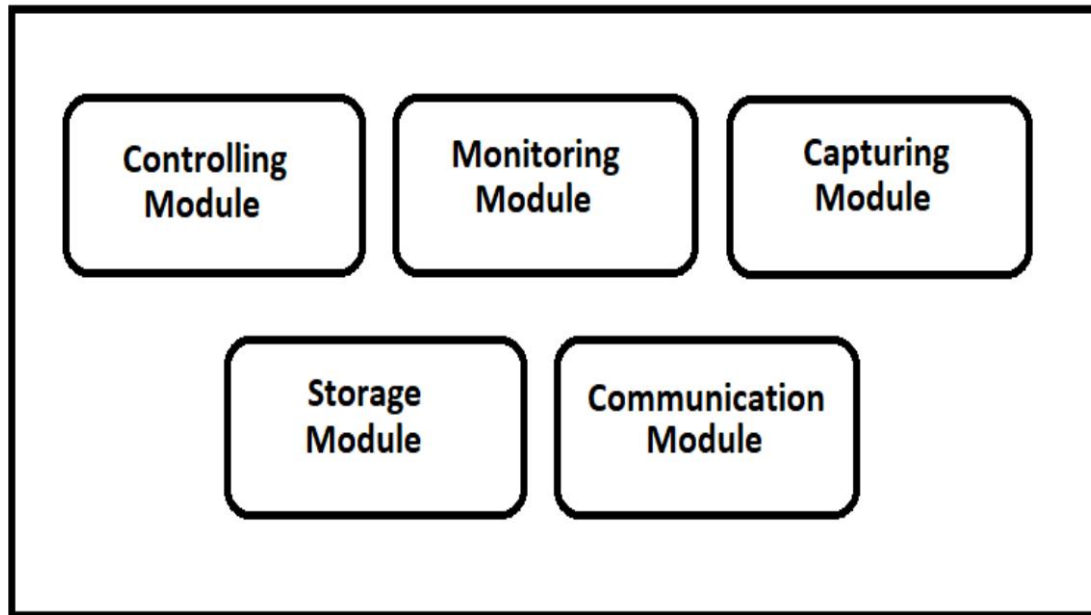 Controlling
Module
Monitoring
Module
Capturing
Module
Storage
Module
Communication
Module